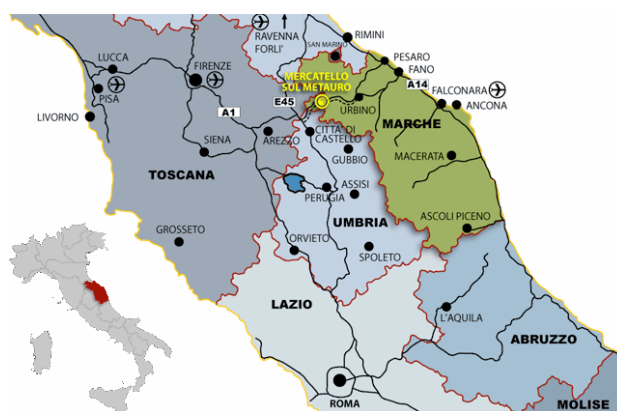 RAVENNA
FORLI'
RIMINI
SAN MARINO
LUCCA
FIRENZE
PESARO
FANO
MERCATELLO
SUL METAURO
A14
FALCONARA
ANCONA
PISA
E45
URBINO
LIVORNO
A1
CITTÀ DI
CASTELLO
MARCHE
SIENA
AREZZO
GUBBIO
MACERATA
TOSCANA
ASSISI
PERUGIA
UMBRIA
ASCOLI PICENO
GROSSETO
ORVIETO
SPOLETO
LAZIO
L'AQUILA
ABRUZZO
ROMA
MOLISE